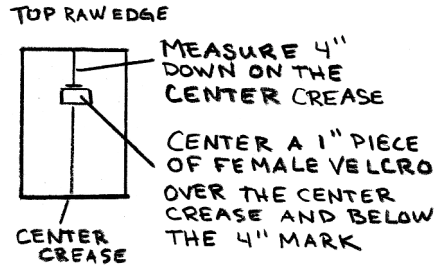 TOP RAW EDGE
MEASURE 4"
DOWN ON THE
CENTER CREASE
CENTER A 1" PIECE
OF FEMALE VELCRO
OVER THE CENTER
CREASE AND BELOW
THE 4" MARK
CENTER
CREASE